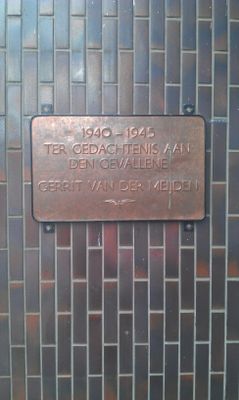 1940 - 1945
TER GEDACHTENIS AAN
DEN GEVALLENE
GERRIT VAN DER MEIJDEN